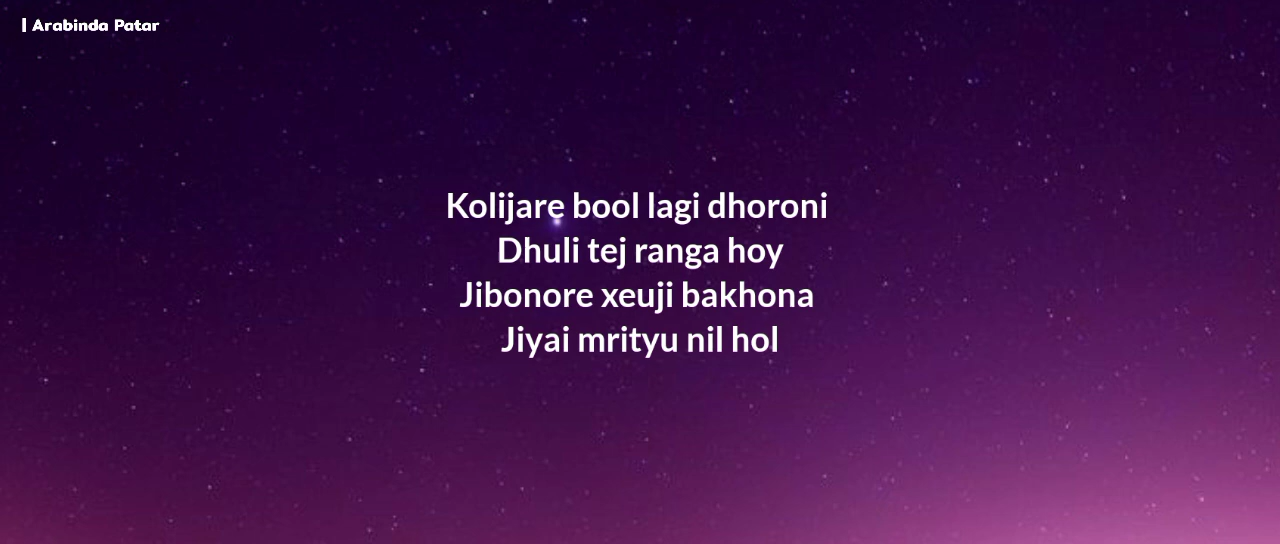 | Arabinda Patar
Kolijare bool lagi dhoroni
Dhuli tej ranga hoy
Jibonore xeuji bakhona
Jiyai mrityu nil hol